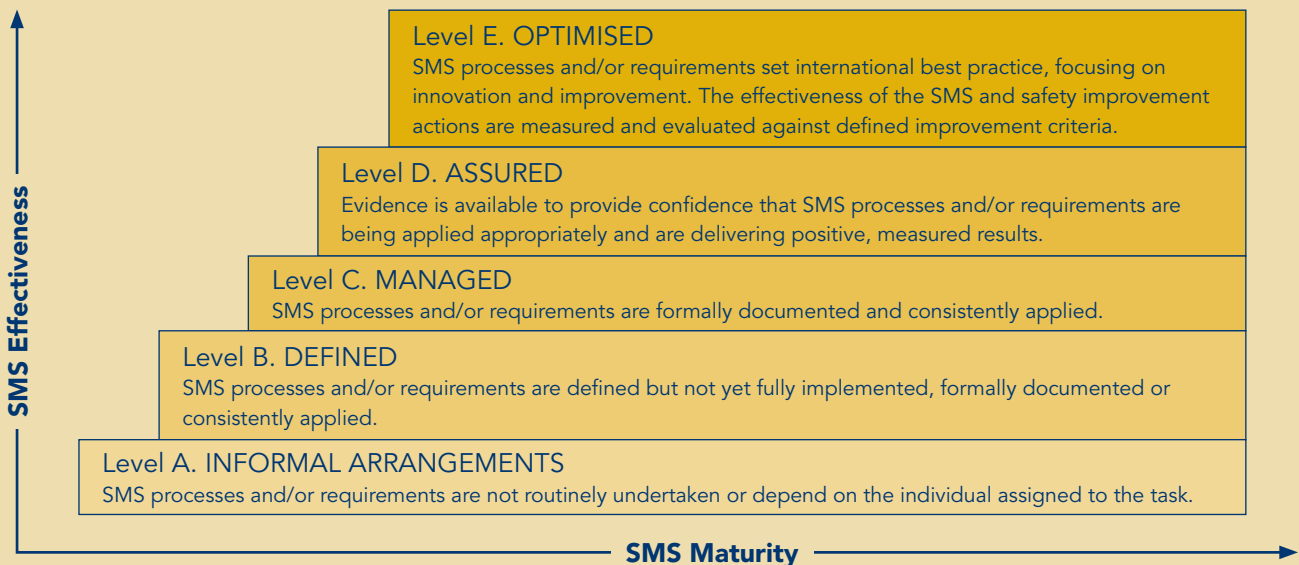 Level E. OPTIMISED
SMS processes and/or requirements set international best practice, focusing on
innovation and improvement. The effectiveness of the SMS and safety improvement
actions are measured and evaluated against defined improvement criteria.
Level D. ASSURED
Evidence is available to provide confidence that SMS processes and/or requirements are
being applied appropriately and are delivering positive, measured results.
Level C. MANAGED
SMS processes and/or requirements are formally documented and consistently applied.
Level B. DEFINED
SMS processes and/or requirements are defined but not yet fully implemented, formally documented or
consistently applied.
Level A. INFORMAL ARRANGEMENTS
SMS processes and/or requirements are not routinely undertaken or depend on the individual assigned to the task.
SMS Effectiveness
SMS Maturity